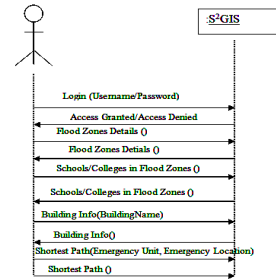 :S²GIS
Login (Username/Password)
Access Granted/Access Denied
Flood Zones Details ()
Flood Zones Detials ()
Schools/Colleges in Flood Zones ()
Schools/Colleges in Flood Zones ()
Building Info(BuildingName)
Building Info()
Shortest Path(Emergency Unit, Emergency Location)
Shortest Path ()